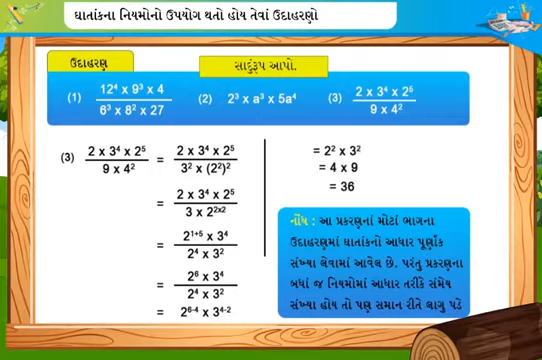 ઘાતાંકના નિયમોનો ઉપયોગ થતો હોય તેવાં ઉદાહરણો
ઉદાહરણ
સાદુંરૂપ આપો.
(1) (12⁴ x 9³ x 4) / (6³ x 8² x 27) (2) 2³ x a³ x 5a⁴ (3) (2 x 3⁴ x 2⁵) / (9 x 4²)
(3) (2 x 3⁴ x 2⁵) / (9 x 4²) = (2 x 3⁴ x 2⁵) / (3² x (2²)²)
= (2 x 3⁴ x 2⁵) / (3 x 2²ˣ²)
= (2¹⁺⁵ x 3⁴) / (2⁴ x 3²)
= (2⁶ x 3⁴) / (2⁴ x 3²)
= 2⁶⁻⁴ x 3⁴⁻²
= 2² x 3²
= 4 x 9
= 36
નોંધ : આ પ્રકરણનાં મોટાં ભાગના
ઉદાહરણમાં ઘાતાંકનો આધાર પૂર્ણાંક
સંખ્યા લેવામાં આવેલ છે. પરંતુ પ્રકરણના
બધાં જ નિયમોમાં આધાર તરીકે સંમેય
સંખ્યા હોય તો પણ સમાન રીતે લાગુ પડે